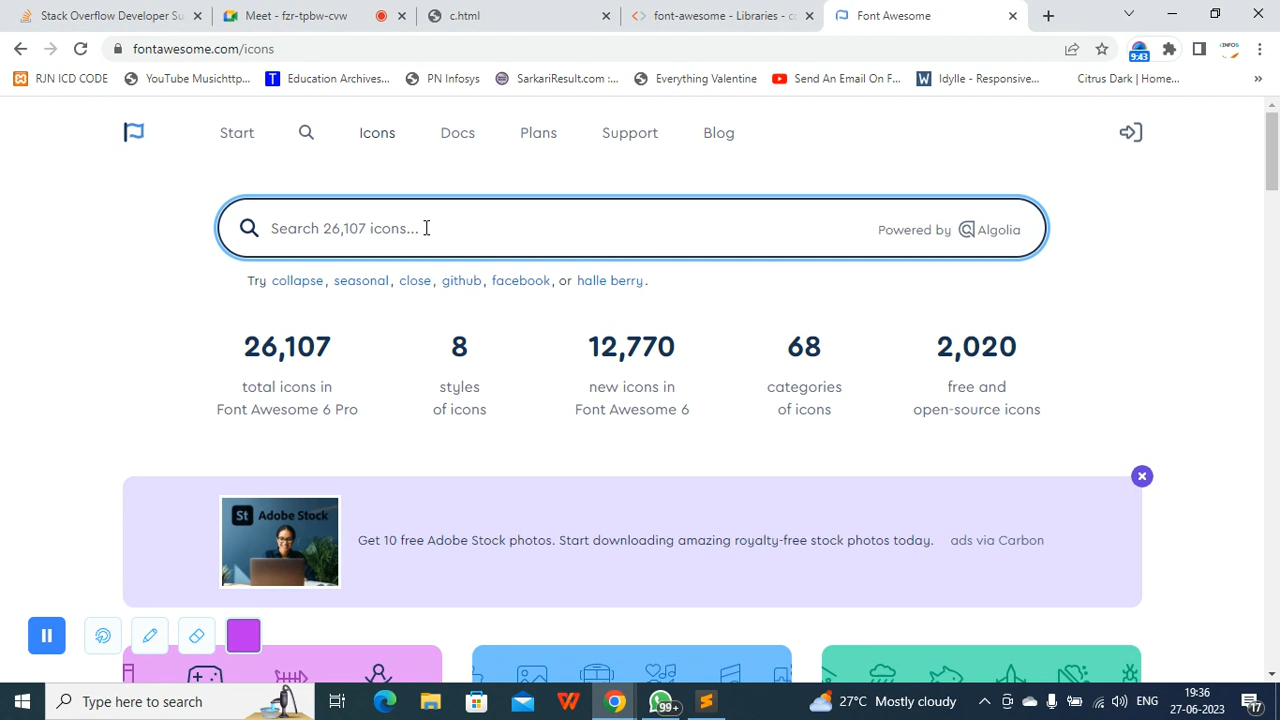 Stack Overflow Developer Su
Meet - fzr-tpbw-cvw
c.html
font-awesome - Libraries - c
Font Awesome
fontawesome.com/icons
9:43
RJN ICD CODE
YouTube Musichttp...
Education Archives...
PN Infosys
SarkariResult.com :...
Everything Valentine
Send An Email On F...
Idylle - Responsive...
Citrus Dark | Home...
Start
Icons
Docs
Plans
Support
Blog
Search 26,107 icons...
Powered by Algolia
Try collapse, seasonal, close, github, facebook, or halle berry.
26,107
8
12,770
68
2,020
total icons in
styles
new icons in
categories
free and
Font Awesome 6 Pro
of icons
Font Awesome 6
of icons
open-source icons
St Adobe Stock
Get 10 free Adobe Stock photos. Start downloading amazing royalty-free stock photos today.
ads via Carbon
Type here to search
99+
27°C Mostly cloudy
ENG
19:36
27-06-2023
17